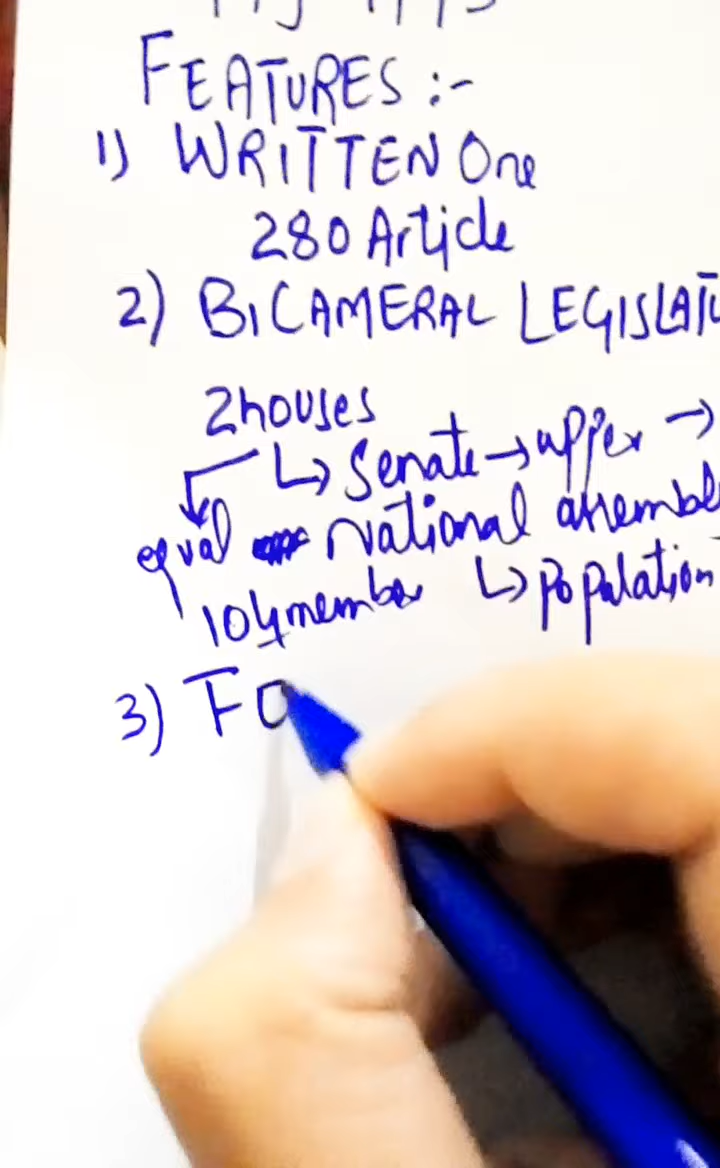 FEATURES :-
1) WRITTEN One
280 Article
2) BICAMERAL LEGISLATU
2 houses
↳ Senate → upper →
equal National assembl
104 member ↳ population
3) FO